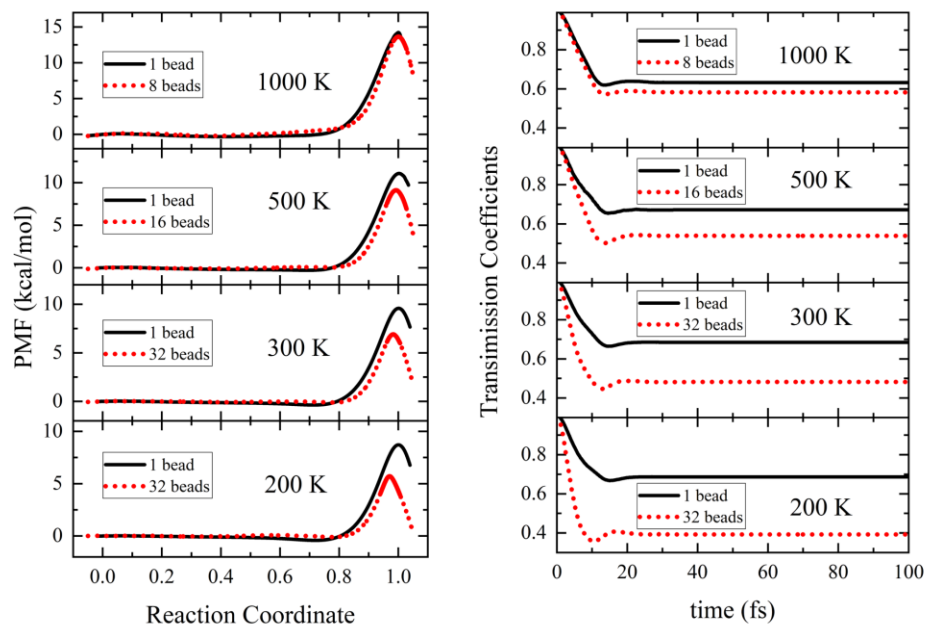 15
10
5
0
1 bead
8 beads
1000 K
10
5
0
1 bead
16 beads
500 K
10
5
0
1 bead
32 beads
300 K
10
5
0
1 bead
32 beads
200 K
0.0 0.2 0.4 0.6 0.8 1.0
Reaction Coordinate
PMF (kcal/mol)
0.8
0.6
0.4
1 bead
8 beads
1000 K
0.8
0.6
0.4
1 bead
16 beads
500 K
0.8
0.6
0.4
1 bead
32 beads
300 K
0.8
0.6
0.4
1 bead
32 beads
200 K
0 20 40 60 80 100
time (fs)
Transimission Coefficients